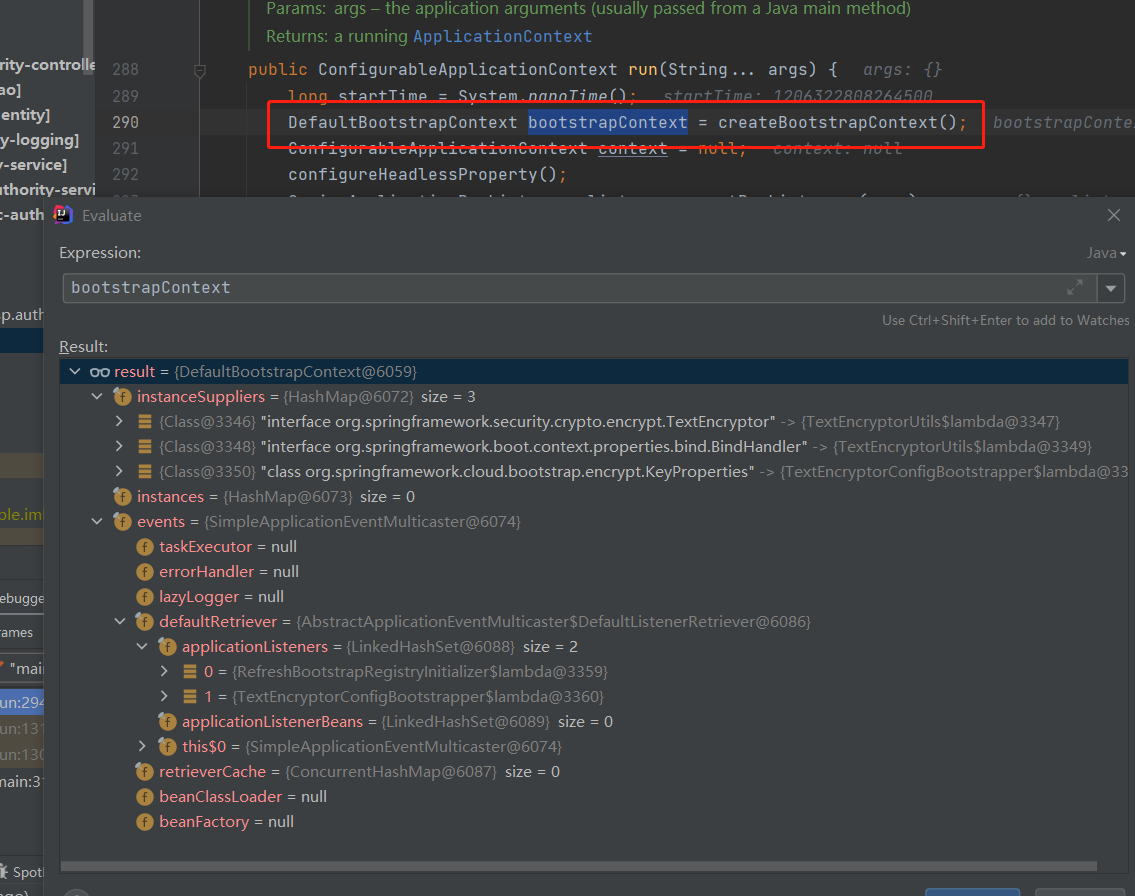 Params: args – the application arguments (usually passed from a Java main method)
Returns: a running ApplicationContext
rity-controlle
288 public ConfigurableApplicationContext run(String... args) { args: {}
ao]
289 long startTime = System.nanoTime(); startTime: 1206322808264500
entity]
290 DefaultBootstrapContext bootstrapContext = createBootstrapContext(); bootstrapConte
y-logging]
291 ConfigurableApplicationContext context = null; context: null
y-service]
292 configureHeadlessProperty();
uthority-servi
c-auth
Evaluate
Expression:
Java
bootstrapContext
p.auth
Use Ctrl+Shift+Enter to add to Watches
Result:
result = {DefaultBootstrapContext@6059}
instanceSuppliers = {HashMap@6072} size = 3
{Class@3346} "interface org.springframework.security.crypto.encrypt.TextEncryptor" -> {TextEncryptorUtils$lambda@3347}
{Class@3348} "interface org.springframework.boot.context.properties.bind.BindHandler" -> {TextEncryptorUtils$lambda@3349}
{Class@3350} "class org.springframework.cloud.bootstrap.encrypt.KeyProperties" -> {TextEncryptorConfigBootstrapper$lambda@33
instances = {HashMap@6073} size = 0
ple.iml
events = {SimpleApplicationEventMulticaster@6074}
taskExecutor = null
errorHandler = null
ebugge
lazyLogger = null
defaultRetriever = {AbstractApplicationEventMulticaster$DefaultListenerRetriever@6086}
rames
applicationListeners = {LinkedHashSet@6088} size = 2
"mai
0 = {RefreshBootstrapRegistryInitializer$lambda@3359}
1 = {TextEncryptorConfigBootstrapper$lambda@3360}
un:294
applicationListenerBeans = {LinkedHashSet@6089} size = 0
un:131
this$0 = {SimpleApplicationEventMulticaster@6074}
un:130
retrieverCache = {ConcurrentHashMap@6087} size = 0
main:31
beanClassLoader = null
beanFactory = null
Spotl